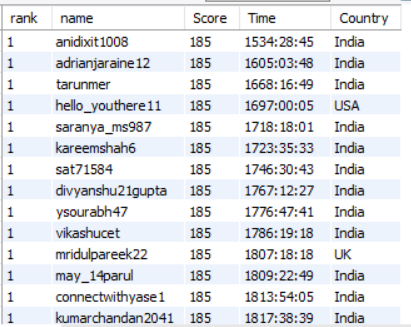 rank name Score Time Country
1 anidixit1008 185 1534:28:45 India
1 adrianjaraine12 185 1605:03:48 India
1 tarunmer 185 1668:16:49 India
1 hello_youthere11 185 1697:00:05 USA
1 saranya_ms987 185 1718:18:01 India
1 kareemshah6 185 1723:35:33 India
1 sat71584 185 1746:30:43 India
1 divyanshu21gupta 185 1767:12:27 India
1 ysourabh47 185 1776:47:41 India
1 vikashucet 185 1786:19:18 India
1 mridulpareek22 185 1807:18:18 UK
1 may_14parul 185 1809:22:49 India
1 connectwithyase1 185 1813:54:05 India
1 kumarchandan2041 185 1817:38:39 India